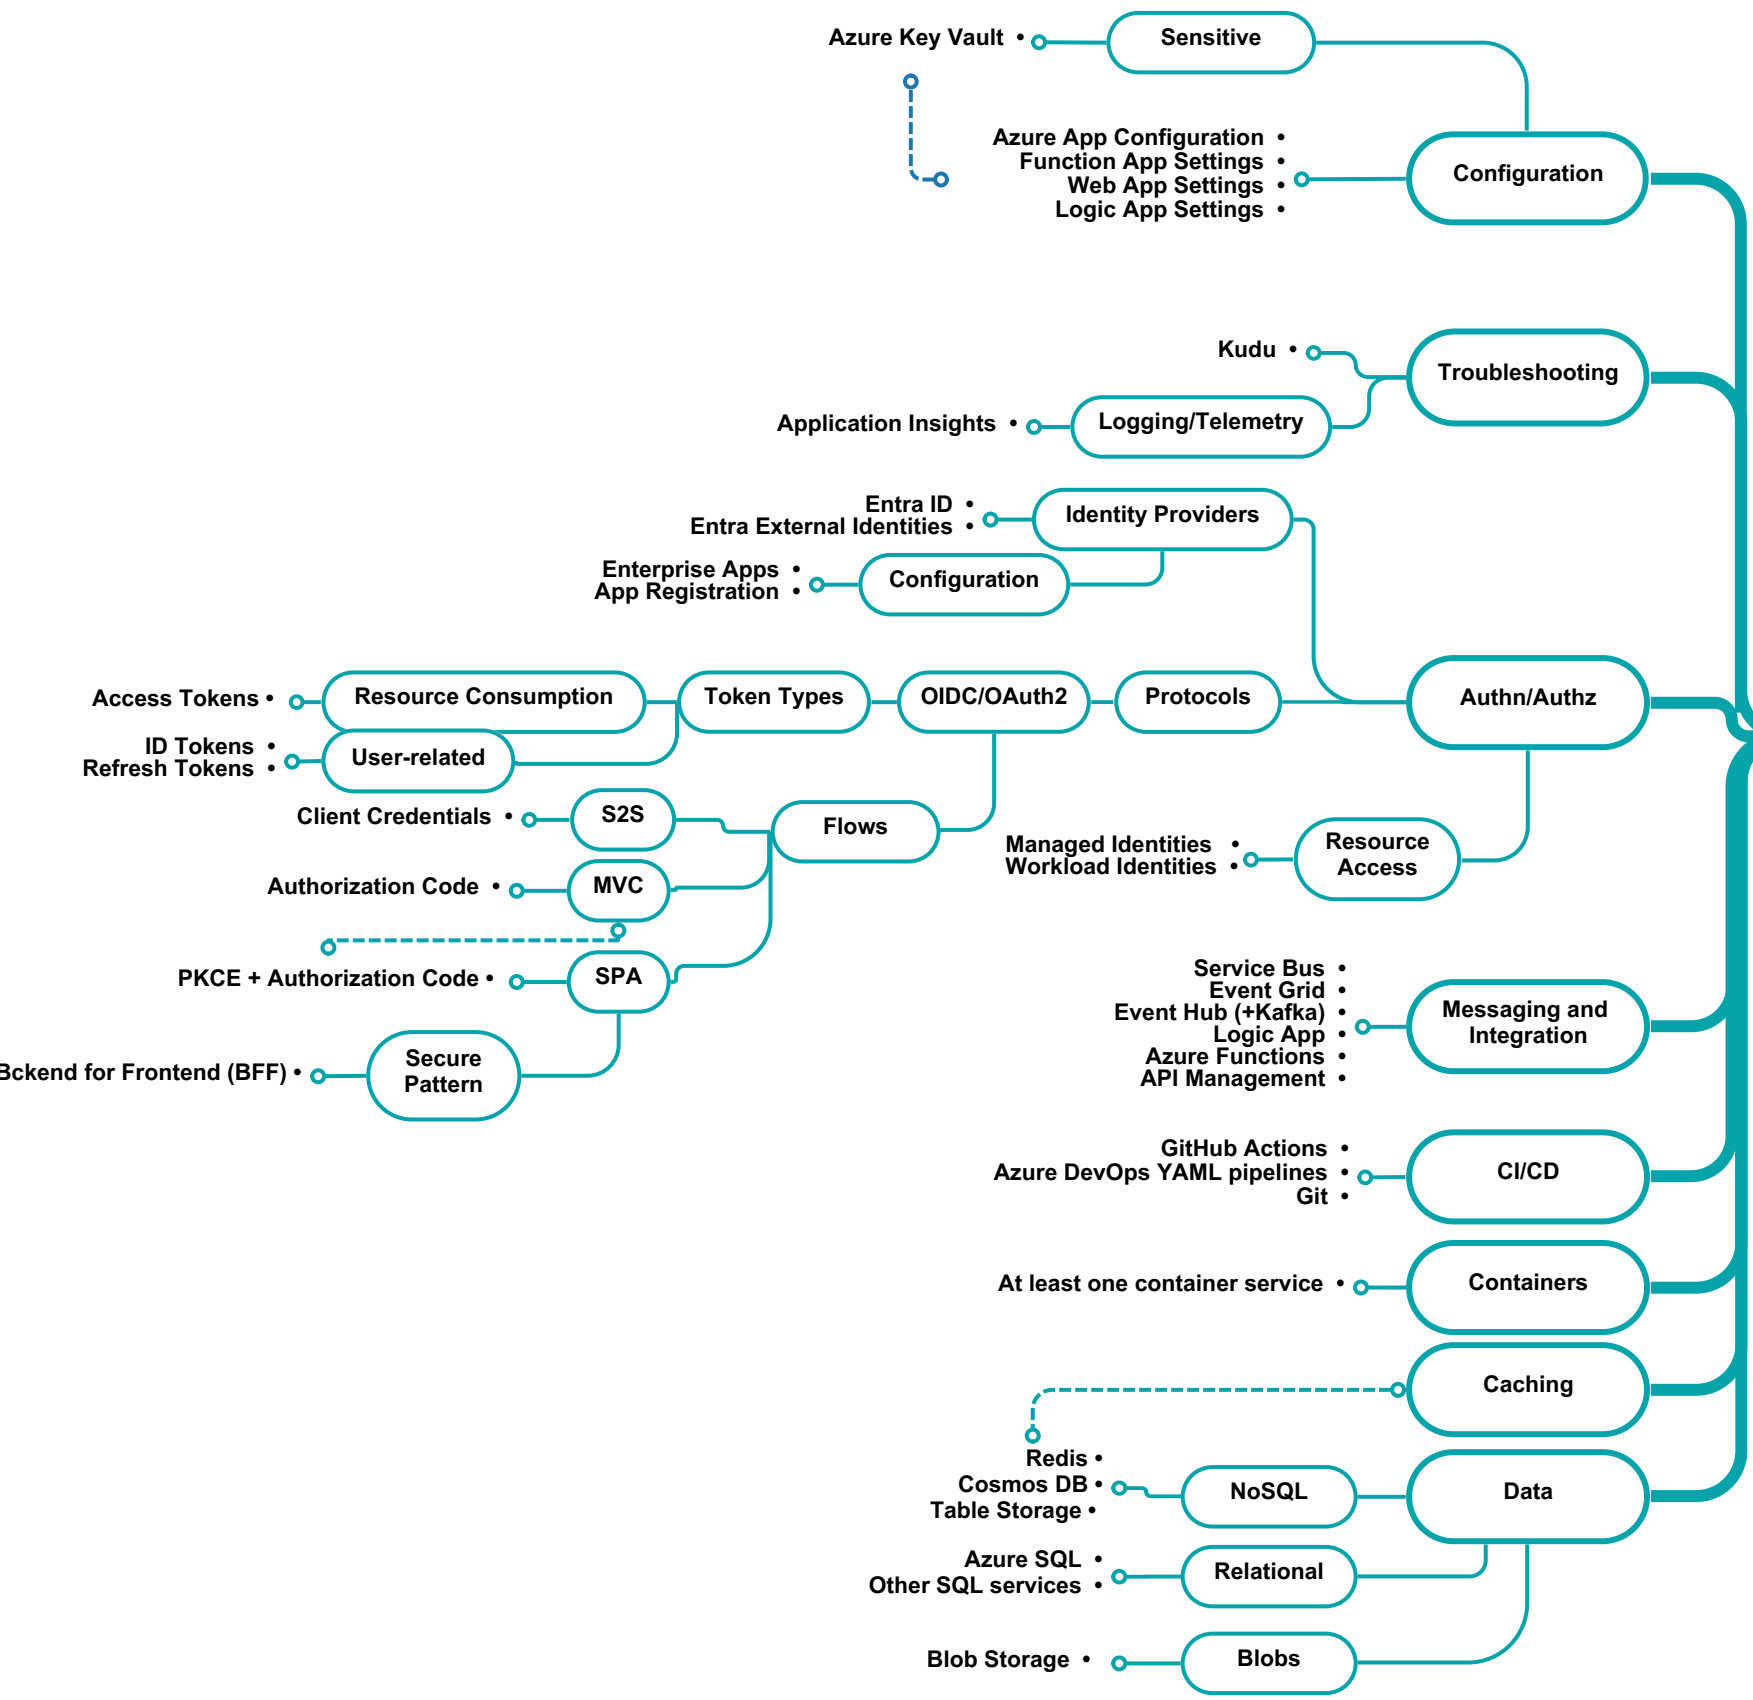 Azure Key Vault •
Sensitive
Azure App Configuration •
Function App Settings •
Web App Settings •
Logic App Settings •
Configuration
Kudu •
Troubleshooting
Application Insights •
Logging/Telemetry
Entra ID •
Entra External Identities •
Identity Providers
Enterprise Apps •
App Registration •
Configuration
Access Tokens •
Resource Consumption
Token Types
OIDC/OAuth2
Protocols
Authn/Authz
ID Tokens •
Refresh Tokens •
User-related
Client Credentials •
S2S
Flows
Managed Identities •
Workload Identities •
Resource
Access
Authorization Code •
MVC
PKCE + Authorization Code •
SPA
Bckend for Frontend (BFF) •
Secure
Pattern
Service Bus •
Event Grid •
Event Hub (+Kafka) •
Logic App •
Azure Functions •
API Management •
Messaging and
Integration
GitHub Actions •
Azure DevOps YAML pipelines •
Git •
CI/CD
At least one container service •
Containers
Caching
Redis •
Cosmos DB •
Table Storage •
NoSQL
Data
Azure SQL •
Other SQL services •
Relational
Blob Storage •
Blobs